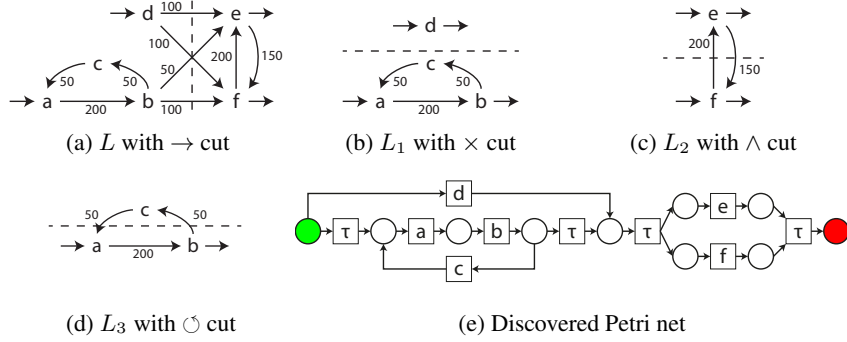 d 100 e
100
200
150
c
50 50 50
a 200 b 100 f
(a) L with → cut
d
c
50 50
a 200 b
(b) L₁ with × cut
e
200
150
f
(c) L₂ with ∧ cut
c
50 50
a 200 b
(d) L₃ with ↺ cut
d
e
τ a b τ τ τ
f
c
(e) Discovered Petri net